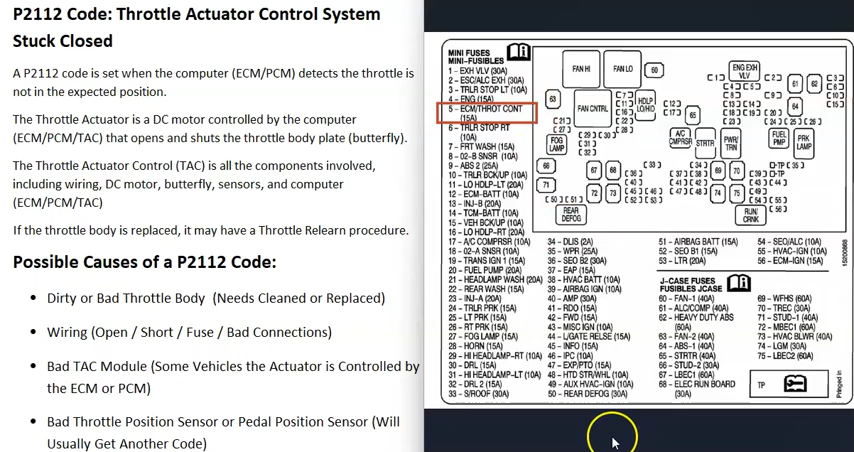 P2112 Code: Throttle Actuator Control System
Stuck Closed
A P2112 code is set when the computer (ECM/PCM) detects the throttle is
not in the expected position.
The Throttle Actuator is a DC motor controlled by the computer
(ECM/PCM/TAC) that opens and shuts the throttle body plate (butterfly).
The Throttle Actuator Control (TAC) is all the components involved,
including wiring, DC motor, butterfly, sensors, and computer
(ECM/PCM/TAC)
If the throttle body is replaced, it may have a Throttle Relearn procedure.
Possible Causes of a P2112 Code:
• Dirty or Bad Throttle Body (Needs Cleaned or Replaced)
• Wiring (Open / Short / Fuse / Bad Connections)
• Bad TAC Module (Some Vehicles the Actuator is Controlled by
the ECM or PCM)
• Bad Throttle Position Sensor or Pedal Position Sensor (Will
Usually Get Another Code)
MINI FUSES
MINI-FUSIBLES
1 - EXH VLV (30A)
2 - ESC/ALC EXH (30A)
3 - TRLR STOP LT (10A)
4 - ENG (15A)
5 - ECM/THROT CONT
(15A)
6 - TRLR STOP RT
(10A)
7 - FRT WASH (15A)
8 - 02-B SNSR (10A)
9 - ABS 2 (25A)
10 - TRLR BCK/UP (10A)
11 - LO HDLP-LT (20A)
12 - ECM-BATT (10A)
13 - INJ-B (20A)
14 - TCM-BATT (10A)
15 - VEH BCK/UP (10A)
16 - LO HDLP-RT (20A)
17 - A/C COMPRSR (10A)
18 - 02-A SNSR (10A)
19 - TRANS IGN 1 (15A)
20 - FUEL PUMP (20A)
21 - HEADLAMP WASH (20A)
22 - REAR WASH (15A)
23 - INJ-A (20A)
24 - TRLR PRK (15A)
25 - LT PRK (15A)
26 - RT PRK (15A)
27 - FOG LAMP (15A)
28 - HORN (15A)
29 - HI HEADLAMP-RT (10A)
30 - DRL (15A)
31 - HI HEADLAMP-LT (10A)
32 - DRL 2 (15A)
33 - S/ROOF (30A)
34 - DLIS (2A)
35 - WPR (25A)
36 - SEO B2 (30A)
37 - EAP (15A)
38 - HVAC BATT (10A)
39 - AIRBAG IGN (10A)
40 - AMP (30A)
41 - RDO (15A)
42 - FWD (15A)
43 - MISC IGN (15A)
44 - L/GATE RELSE (15A)
45 - INFO (15A)
46 - IPC (10A)
47 - EXP/PTO (15A)
48 - HTD STR/WHL (10A)
49 - AUX HVAC-IGN (10A)
50 - REAR DEFOG (30A)
51 - AIRBAG BATT (15A)
52 - SEO B1 (15A)
53 - LTR (20A)
54 - SEO/ALC (10A)
55 - HVAC-IGN (10A)
56 - ECM-IGN (15A)
J-CASE FUSES
FUSIBLES JCASE
60 - FAN-1 (40A)
61 - ALC/COMP (40A)
62 - HEAVY DUTY ABS
(60A)
63 - FAN-2 (40A)
64 - ABS-1 (40A)
65 - STRTR (40A)
66 - STUD-2 (30A)
67 - LBEC1 (60A)
68 - ELEC RUN BOARD
(30A)
69 - WFHS (60A)
70 - TREC (30A)
71 - STUD-1 (40A)
72 - MBEC1 (60A)
73 - HVAC BLWR (40A)
74 - LGM (30A)
75 - LBEC2 (60A)
TP
FAN HI
FAN LO
60
63
FAN CNTRL
HDLP
LO/HID
ENG EXH
VLV
61
62
64
65
FOG
LAMP
A/C
CMPRSR
STRTR
PWR/
TRN
FUEL
PMP
PRK
LAMP
66
67
68
69
70
71
72
73
74
75
REAR
DEFOG
RUN/
CRNK
15200868
Printed in